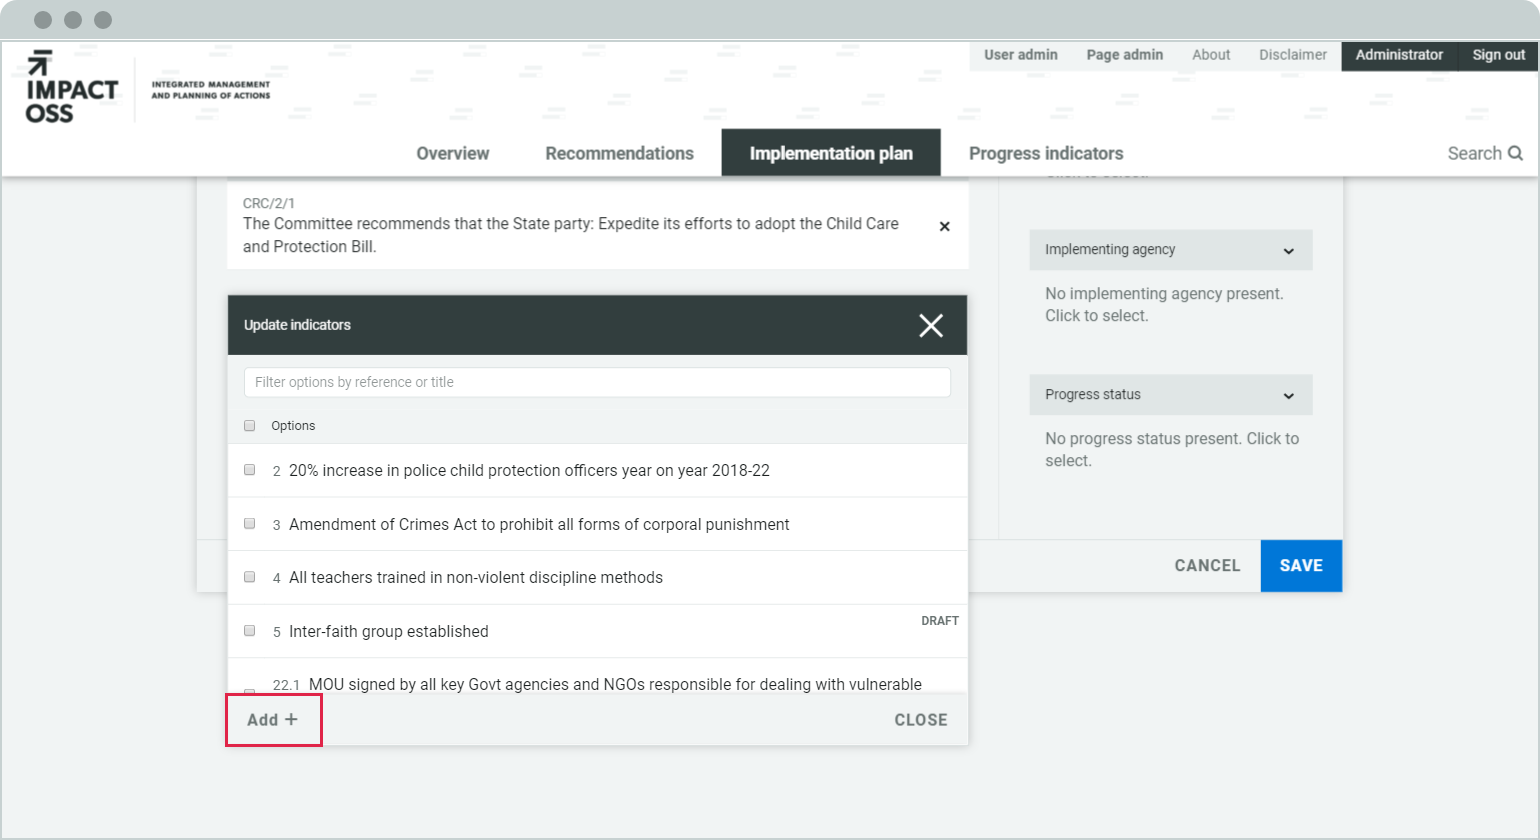 IMPACT
OSS
INTEGRATED MANAGEMENT
AND PLANNING OF ACTIONS
User admin
Page admin
About
Disclaimer
Administrator
Sign out
Overview
Recommendations
Implementation plan
Progress indicators
Search
CRC/2/1
The Committee recommends that the State party: Expedite its efforts to adopt the Child Care
and Protection Bill.
Update indicators
Filter options by reference or title
Options
2 20% increase in police child protection officers year on year 2018-22
3 Amendment of Crimes Act to prohibit all forms of corporal punishment
4 All teachers trained in non-violent discipline methods
DRAFT
5 Inter-faith group established
22.1 MOU signed by all key Govt agencies and NGOs responsible for dealing with vulnerable
Add +
CLOSE
Implementing agency
No implementing agency present.
Click to select.
Progress status
No progress status present. Click to
select.
CANCEL
SAVE